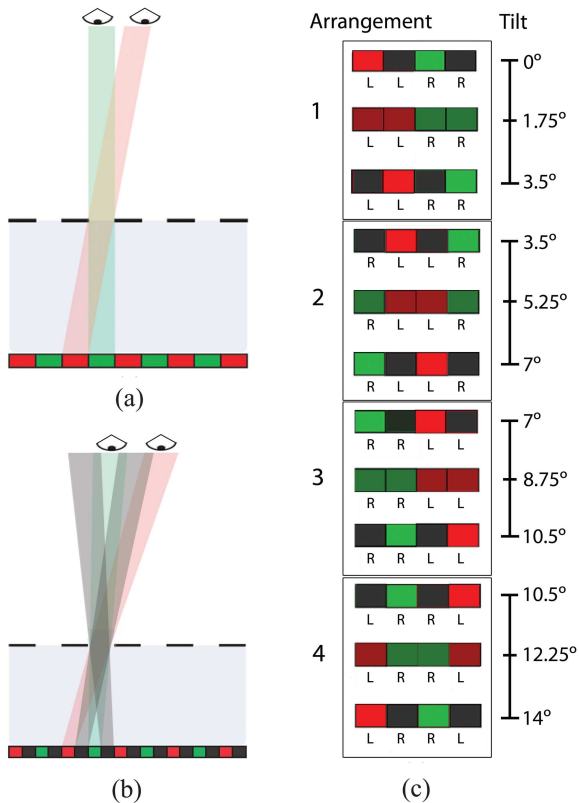 Arrangement Tilt
1
L L R R
0°
L L R R
1.75°
L L R R
3.5°
2
R L L R
3.5°
R L L R
5.25°
R L L R
7°
3
R R L L
7°
R R L L
8.75°
R R L L
10.5°
4
L R R L
10.5°
L R R L
12.25°
L R R L
14°
(a)
(b)
(c)